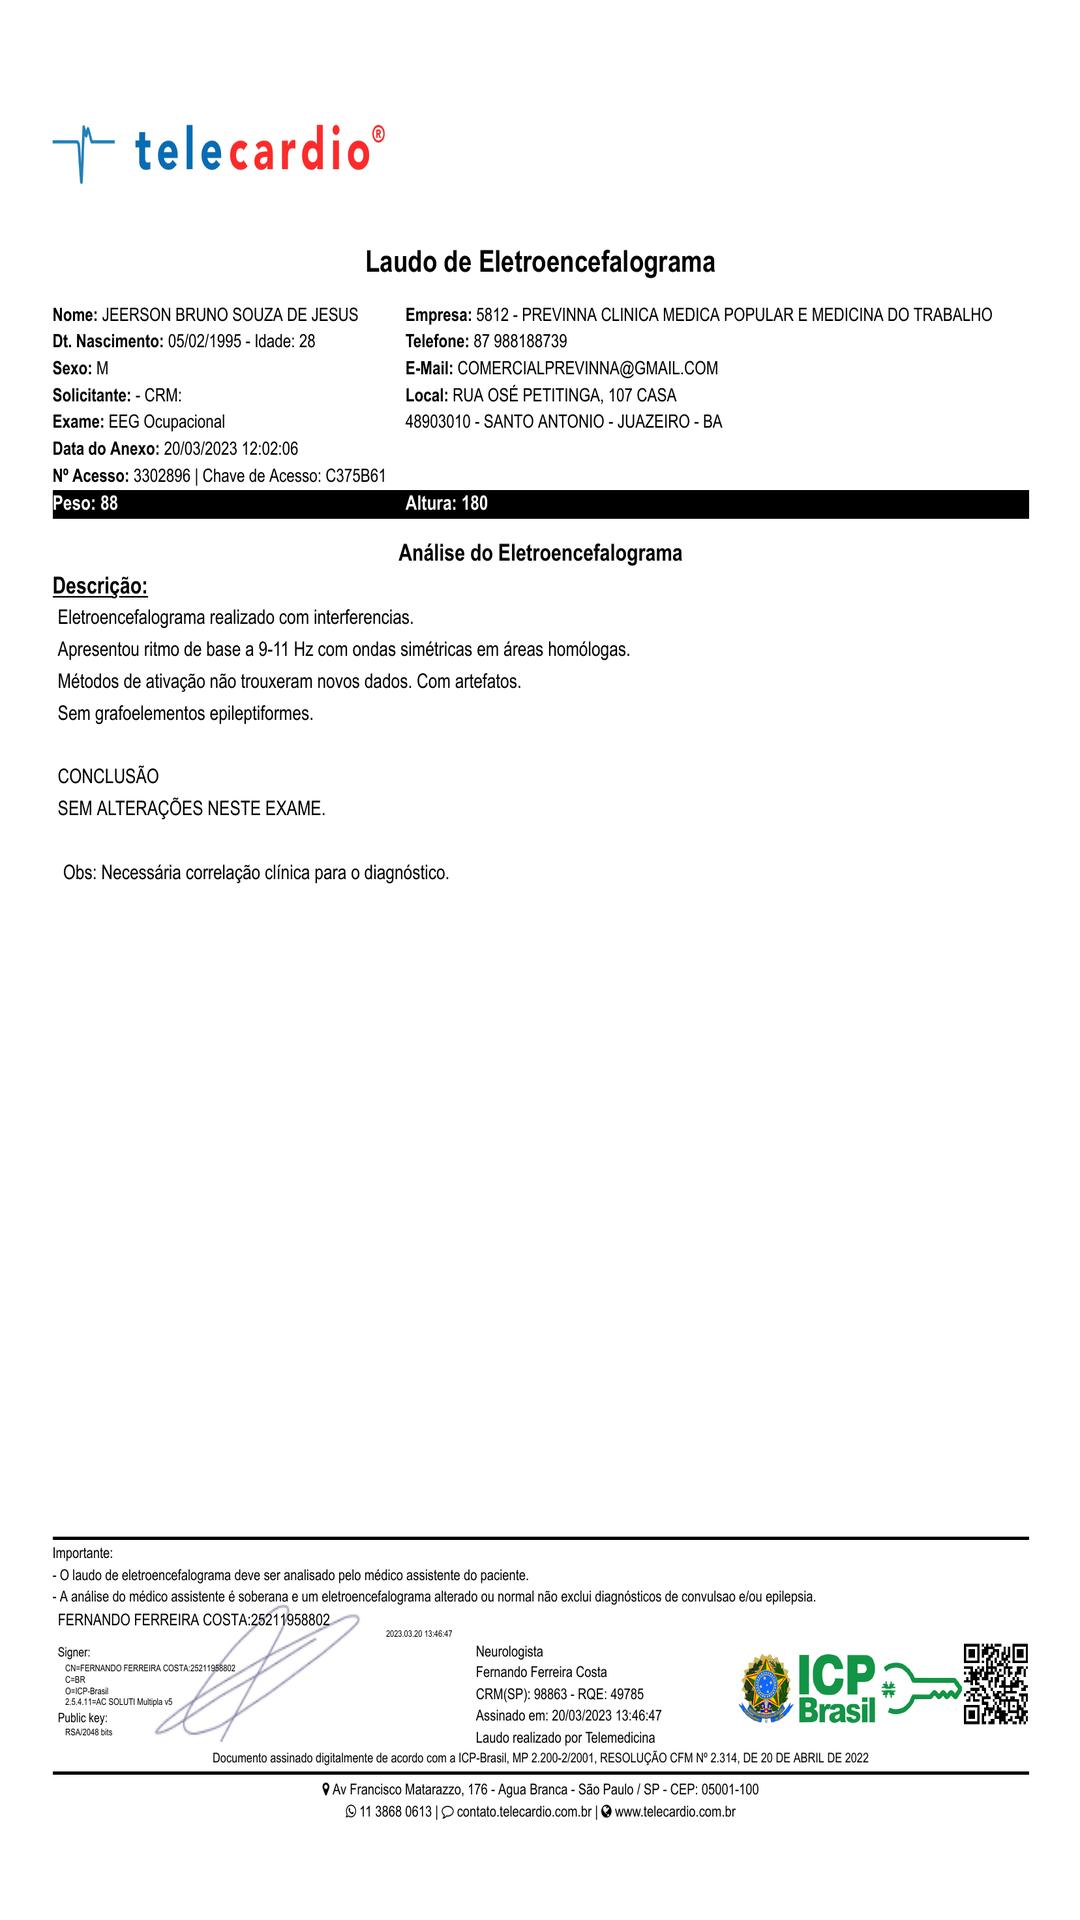 telecardio®
Laudo de Eletroencefalograma
Nome: JEERSON BRUNO SOUZA DE JESUS
Empresa: 5812 - PREVINNA CLINICA MEDICA POPULAR E MEDICINA DO TRABALHO
Dt. Nascimento: 05/02/1995 - Idade: 28
Telefone: 87 988188739
Sexo: M
E-Mail: COMERCIALPREVINNA@GMAIL.COM
Solicitante: - CRM:
Local: RUA OSÉ PETITINGA, 107 CASA
Exame: EEG Ocupacional
48903010 - SANTO ANTONIO - JUAZEIRO - BA
Data do Anexo: 20/03/2023 12:02:06
Nº Acesso: 3302896 | Chave de Acesso: C375B61
Peso: 88
Altura: 180
Análise do Eletroencefalograma
Descrição:
Eletroencefalograma realizado com interferencias.
Apresentou ritmo de base a 9-11 Hz com ondas simétricas em áreas homólogas.
Métodos de ativação não trouxeram novos dados. Com artefatos.
Sem grafoelementos epileptiformes.
CONCLUSÃO
SEM ALTERAÇÕES NESTE EXAME.
Obs: Necessária correlação clínica para o diagnóstico.
Importante:
- O laudo de eletroencefalograma deve ser analisado pelo médico assistente do paciente.
- A análise do médico assistente é soberana e um eletroencefalograma alterado ou normal não exclui diagnósticos de convulsao e/ou epilepsia.
FERNANDO FERREIRA COSTA:25211958802
2023.03.20 13:46:47
Signer:
CN=FERNANDO FERREIRA COSTA:25211958802
C=BR
O=ICP-Brasil
2.5.4.11=AC SOLUTI Multipla v5
Public key:
RSA/2048 bits
Neurologista
Fernando Ferreira Costa
CRM(SP): 98863 - RQE: 49785
Assinado em: 20/03/2023 13:46:47
Laudo realizado por Telemedicina
ICP
Brasil
Documento assinado digitalmente de acordo com a ICP-Brasil, MP 2.200-2/2001, RESOLUÇÃO CFM Nº 2.314, DE 20 DE ABRIL DE 2022
Av Francisco Matarazzo, 176 - Agua Branca - São Paulo / SP - CEP: 05001-100
11 3868 0613 | contato.telecardio.com.br | www.telecardio.com.br